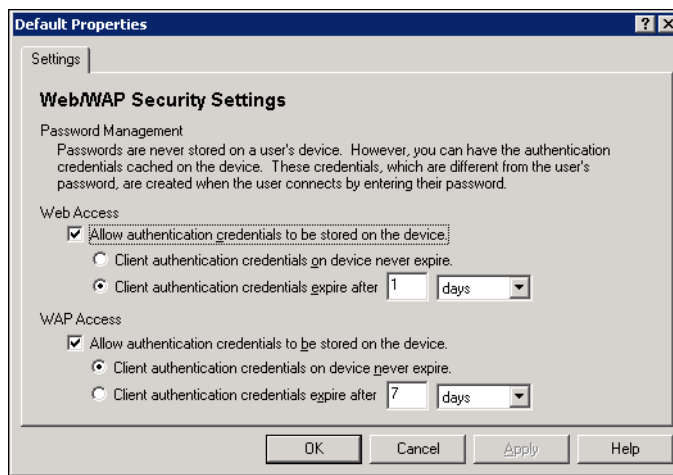 Default Properties
Settings
Web/WAP Security Settings
Password Management
Passwords are never stored on a user's device. However, you can have the authentication
credentials cached on the device. These credentials, which are different from the user's
password, are created when the user connects by entering their password.
Web Access
Allow authentication credentials to be stored on the device.
Client authentication credentials on device never expire.
Client authentication credentials expire after 1 days
WAP Access
Allow authentication credentials to be stored on the device.
Client authentication credentials on device never expire.
Client authentication credentials expire after 7 days
OK Cancel Apply Help